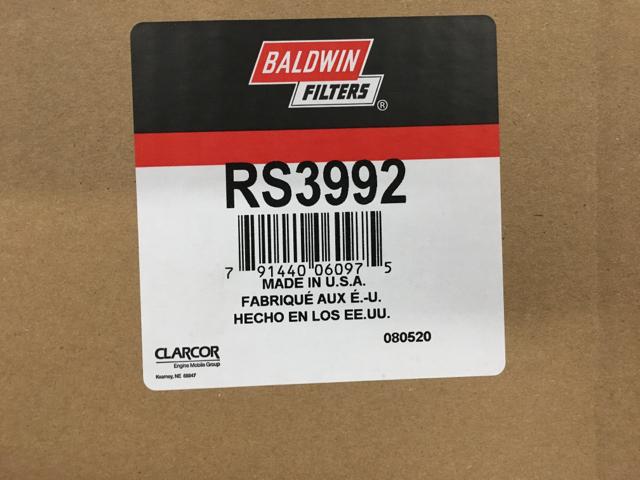 BALDWIN
FILTERS ®
RS3992
7 91440 06097 5
MADE IN U.S.A.
FABRIQUÉ AUX É.-U.
HECHO EN LOS EE.UU.
080520
CLARCOR
Engine Mobile Group
Kearney, NE 68847